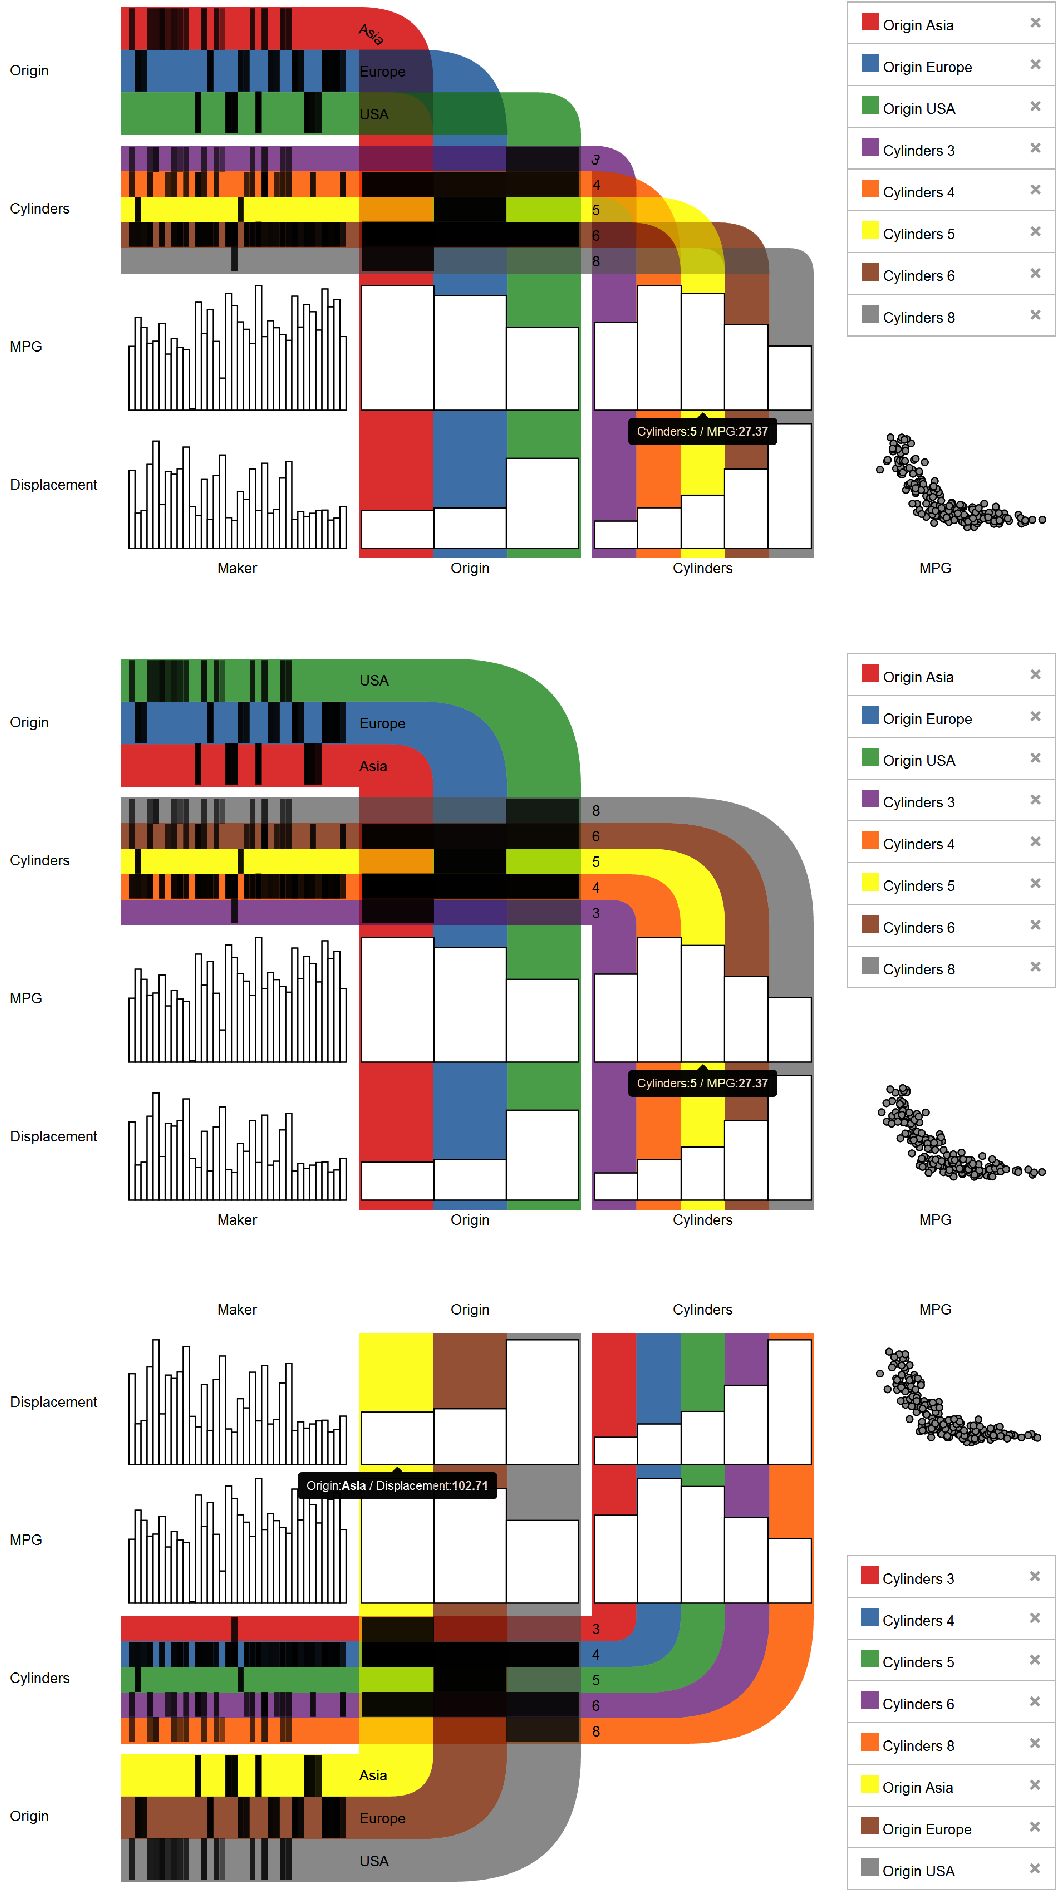 Asia
Origin
Europe
USA
3
4
Cylinders
5
6
8
MPG
Cylinders:5 / MPG:27.37
Displacement
Maker
Origin
Cylinders
MPG
Origin Asia
Origin Europe
Origin USA
Cylinders 3
Cylinders 4
Cylinders 5
Cylinders 6
Cylinders 8
USA
Origin
Europe
Asia
8
6
Cylinders
5
4
3
MPG
Cylinders:5 / MPG:27.37
Displacement
Maker
Origin
Cylinders
MPG
Origin Asia
Origin Europe
Origin USA
Cylinders 3
Cylinders 4
Cylinders 5
Cylinders 6
Cylinders 8
Maker
Origin
Cylinders
MPG
Displacement
Origin:Asia / Displacement:102.71
MPG
3
4
Cylinders
5
6
8
Asia
Origin
Europe
USA
Cylinders 3
Cylinders 4
Cylinders 5
Cylinders 6
Cylinders 8
Origin Asia
Origin Europe
Origin USA